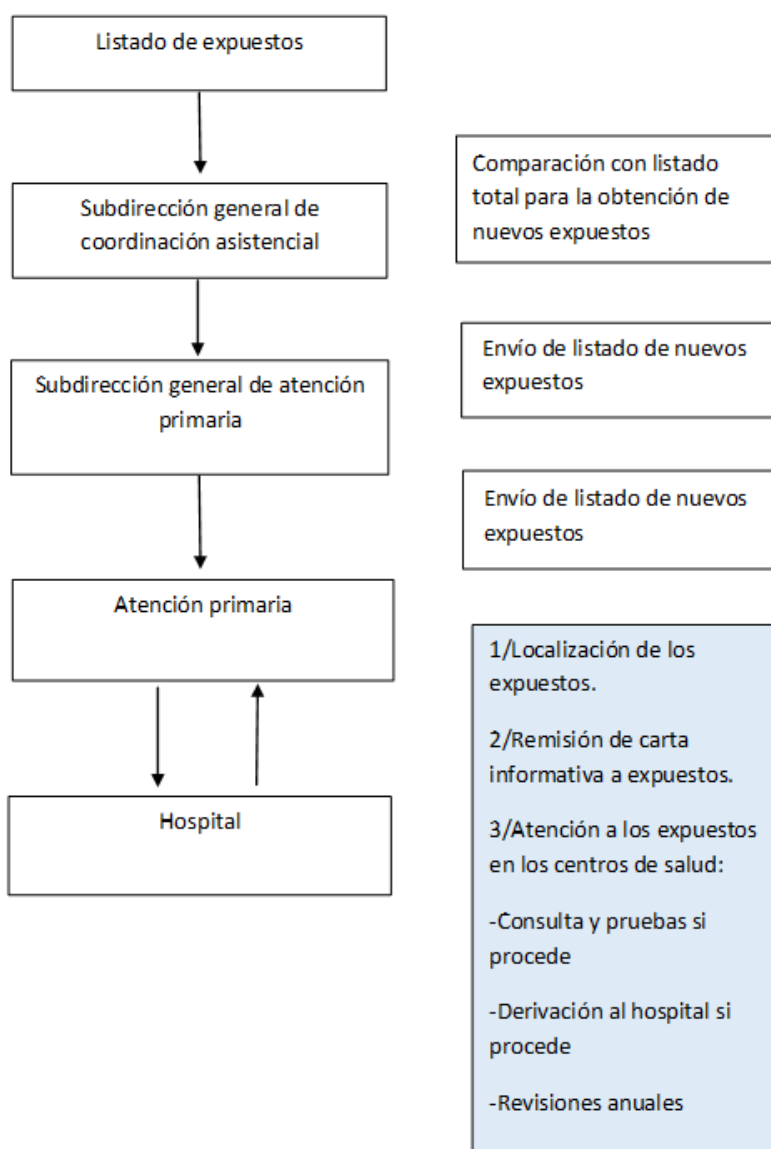 Listado de expuestos
Subdirección general de
coordinación asistencial
Comparación con listado
total para la obtención de
nuevos expuestos
Subdirección general de atención
primaria
Envío de listado de nuevos
expuestos
Envío de listado de nuevos
expuestos
Atención primaria
Hospital
1/Localización de los
expuestos.
2/Remisión de carta
informativa a expuestos.
3/Atención a los expuestos
en los centros de salud:
-Consulta y pruebas si
procede
-Derivación al hospital si
procede
-Revisiones anuales